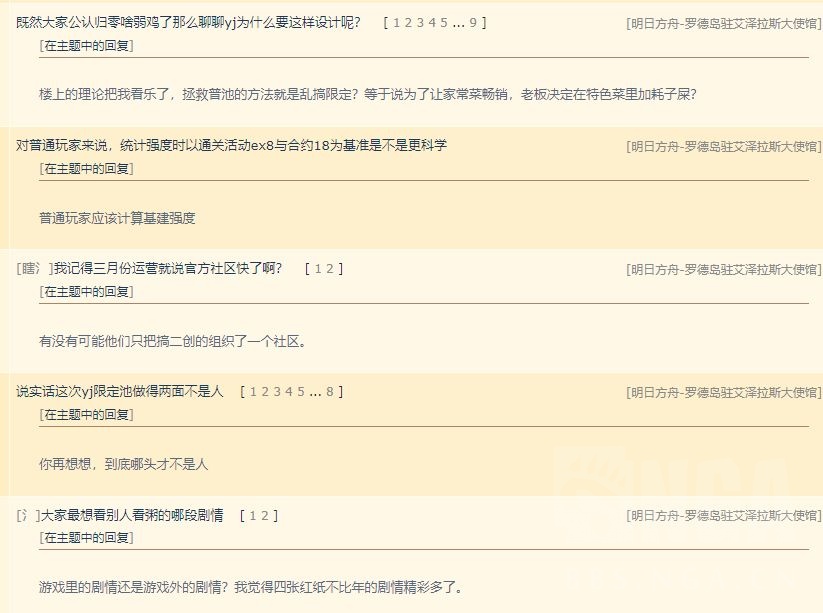 既然大家公认归零啥弱鸡了那么聊聊yj为什么要这样设计呢？ [ 1 2 3 4 5 ... 9 ] [明日方舟-罗德岛驻艾泽拉斯大使馆]
[在主题中的回复]
楼上的理论把我看乐了，拯救普池的方法就是乱搞限定？等于说为了让家常菜畅销，老板决定在特色菜里加耗子屎？
对普通玩家来说，统计强度时以通关活动ex8与合约18为基准是不是更科学 [明日方舟-罗德岛驻艾泽拉斯大使馆]
[在主题中的回复]
普通玩家应该计算基建强度
[瞎氵]我记得三月份运营就说官方社区快了啊？ [ 1 2 ] [明日方舟-罗德岛驻艾泽拉斯大使馆]
[在主题中的回复]
有没有可能他们只把搞二创的组织了一个社区。
说实话这次yj限定池做得两面不是人 [ 1 2 3 4 5 ... 8 ] [明日方舟-罗德岛驻艾泽拉斯大使馆]
[在主题中的回复]
你再想想，到底哪头才不是人
[氵]大家最想看别人看粥的哪段剧情 [ 1 2 ] [明日方舟-罗德岛驻艾泽拉斯大使馆]
[在主题中的回复]
游戏里的剧情还是游戏外的剧情？我觉得四张红纸不比年的剧情精彩多了。
NGA